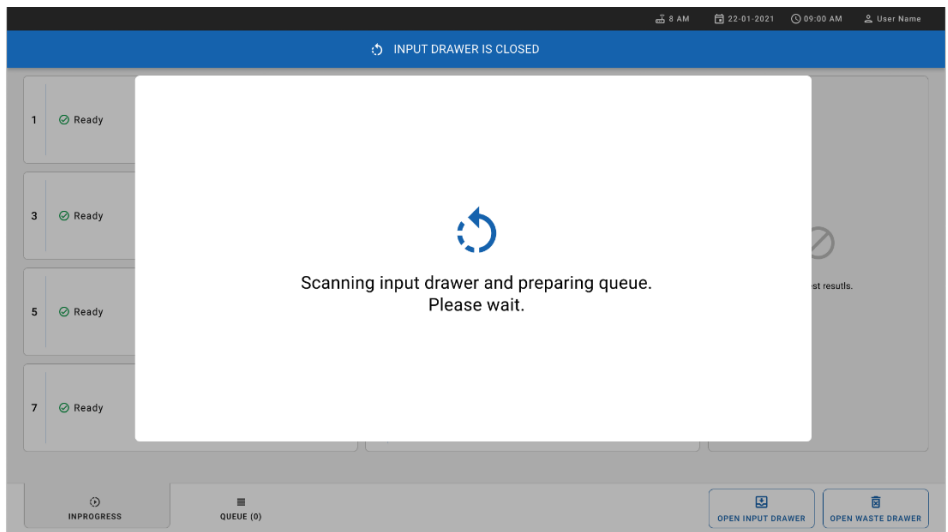 8 AM 22-01-2021 09:00 AM User Name
INPUT DRAWER IS CLOSED
1 Ready
3 Ready
5 Ready
7 Ready
Scanning input drawer and preparing queue.
Please wait.
st resutls.
INPROGRESS
QUEUE (0)
OPEN INPUT DRAWER
OPEN WASTE DRAWER